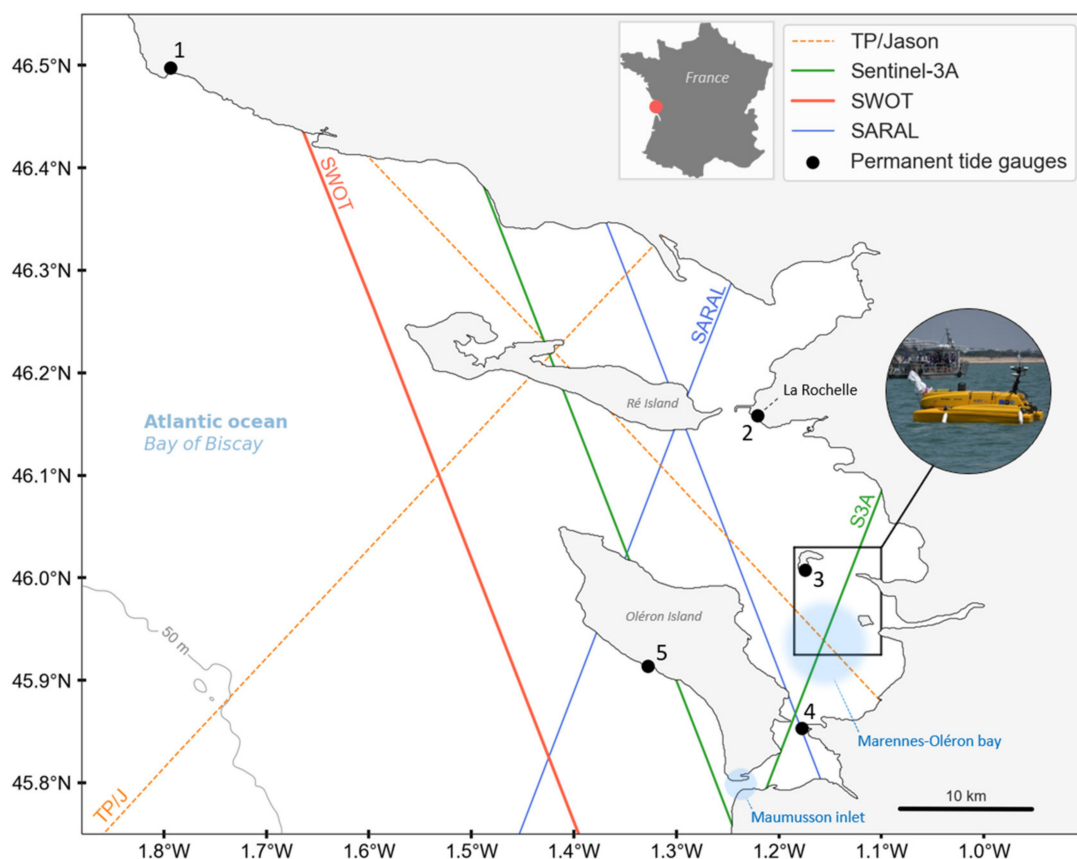 46.5°N
46.4°N
46.3°N
46.2°N
46.1°N
46.0°N
45.9°N
45.8°N
1
France
TP/Jason
Sentinel-3A
SWOT
SARAL
Permanent tide gauges
SWOT
SARAL
Ré Island
La Rochelle
2
Atlantic ocean
Bay of Biscay
S3A
3
Oléron Island
50 m
5
4
Marennes-Oléron bay
TP/J
Maumusson inlet
10 km
1.8°W
1.7°W
1.6°W
1.5°W
1.4°W
1.3°W
1.2°W
1.1°W
1.0°W